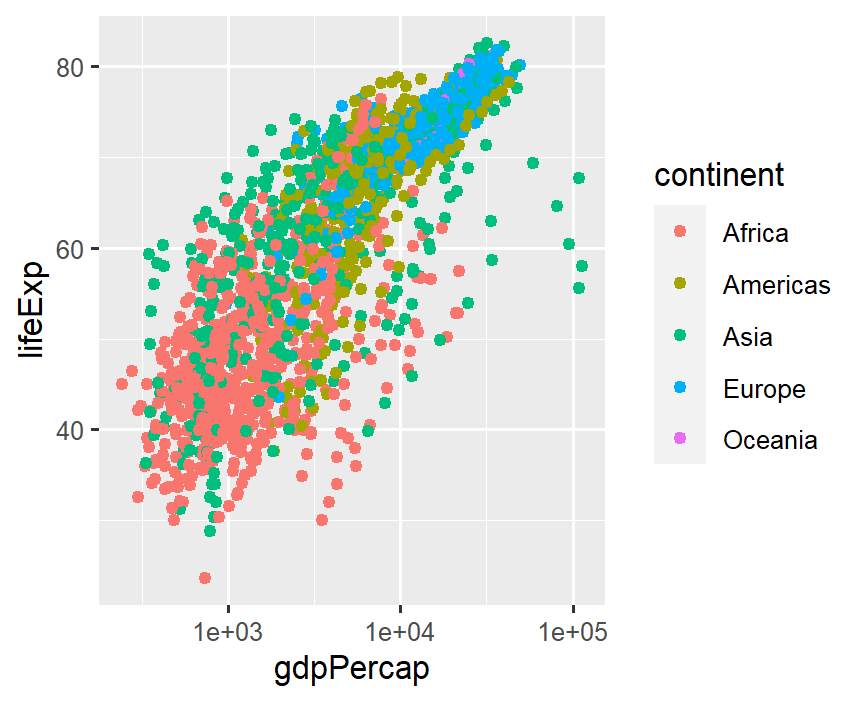 continent
Africa
Americas
Asia
Europe
Oceania
lifeExp
80
60
40
1e+03 1e+04 1e+05
gdpPercap